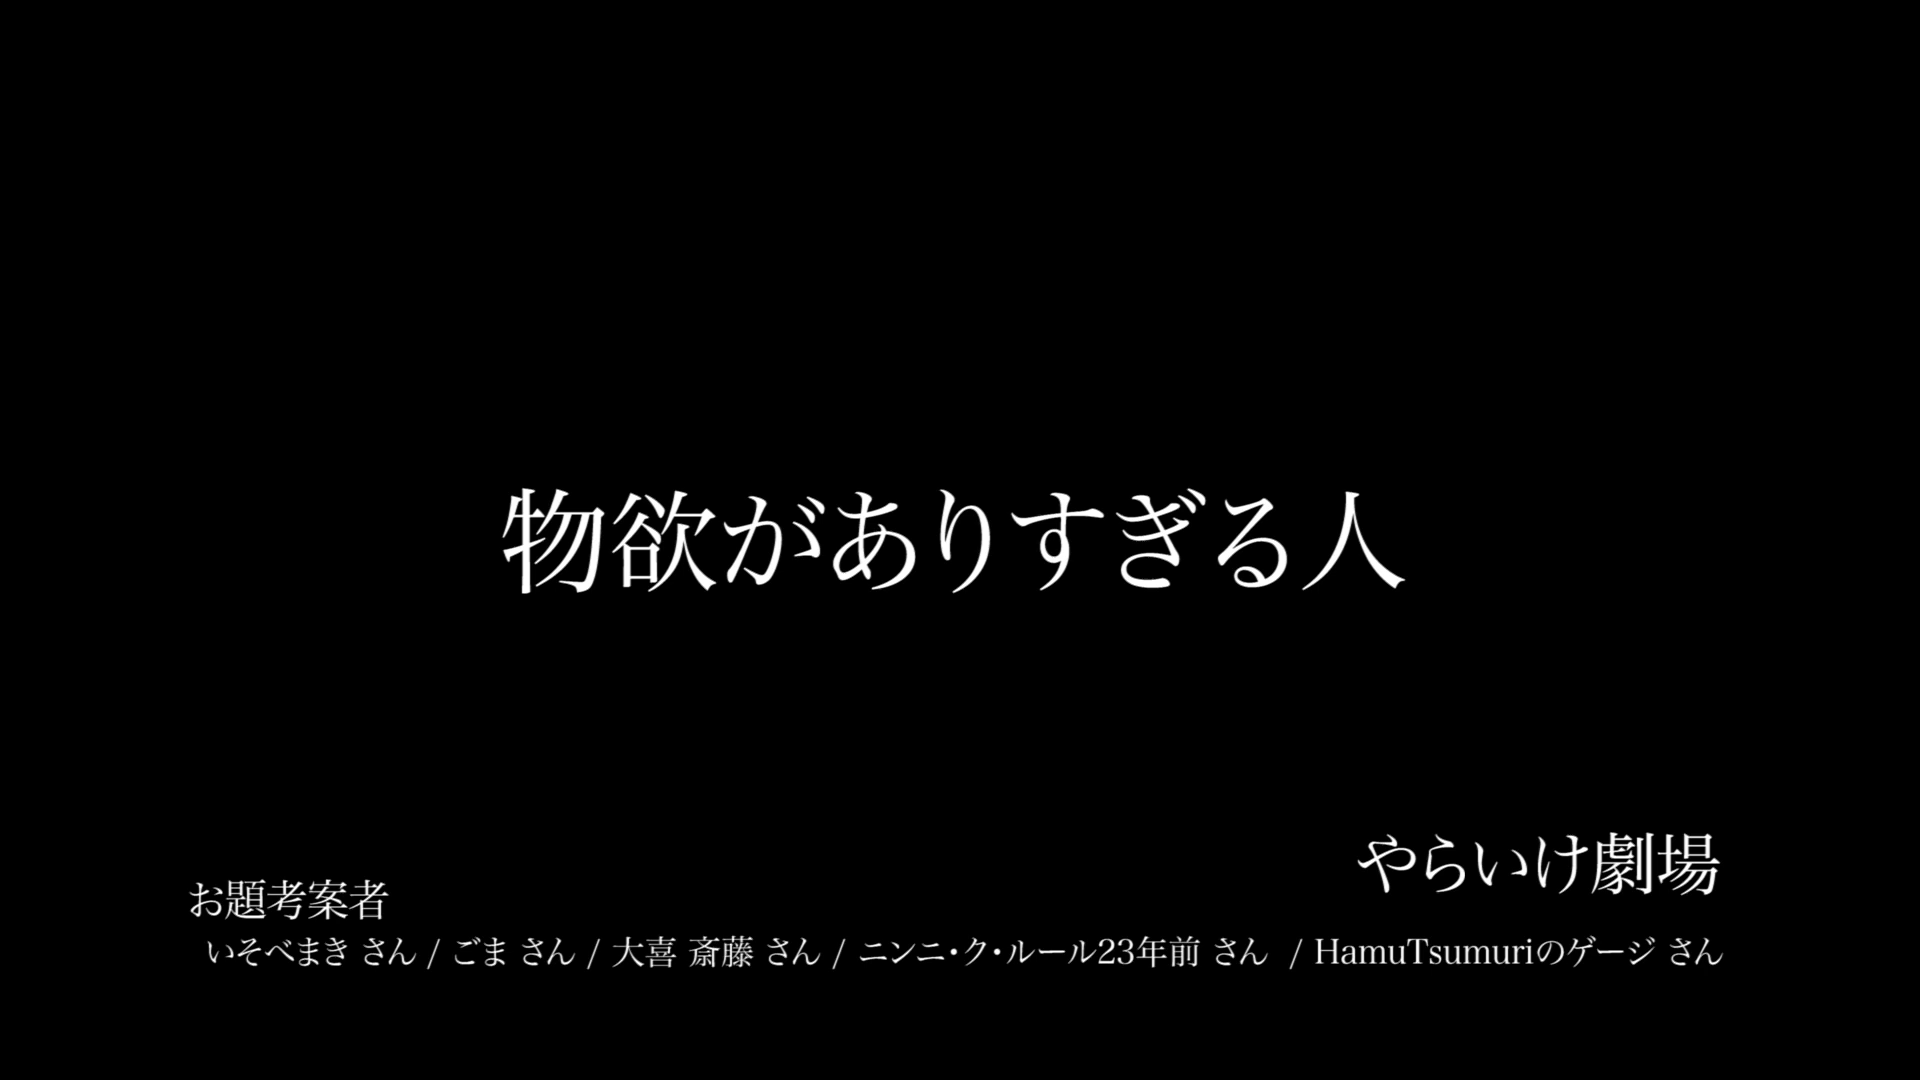 物欲がありすぎる人
やらいけ劇場
お題考案者
いそべまき さん / ごま さん / 大喜 斎藤 さん / ニンニ・ク・ルール23年前 さん / HamuTsumuriのゲージ さん